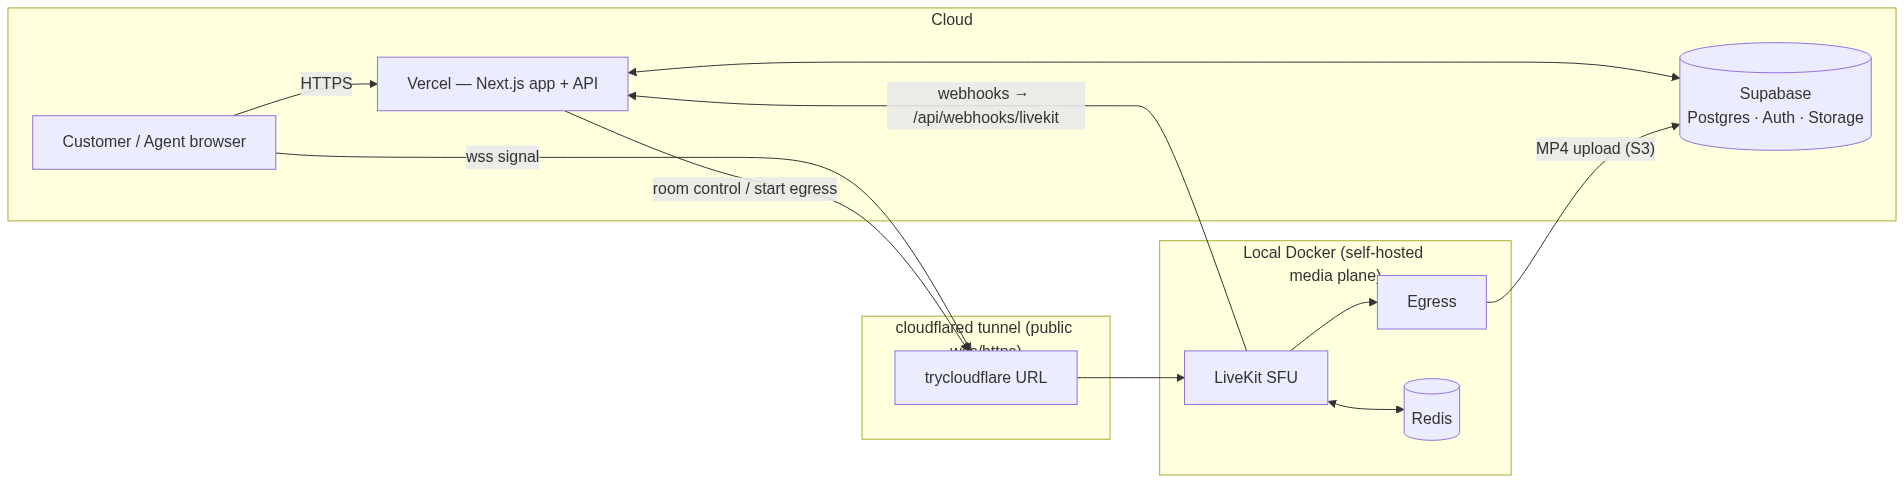 Cloud
HTTPS
Vercel — Next.js app + API
webhooks →
/api/webhooks/livekit
Supabase
Postgres · Auth · Storage
Customer / Agent browser
wss signal
MP4 upload (S3)
room control / start egress
Local Docker (self-hosted
media plane)
Egress
cloudflared tunnel (public
wss/https)
trycloudflare URL
LiveKit SFU
Redis